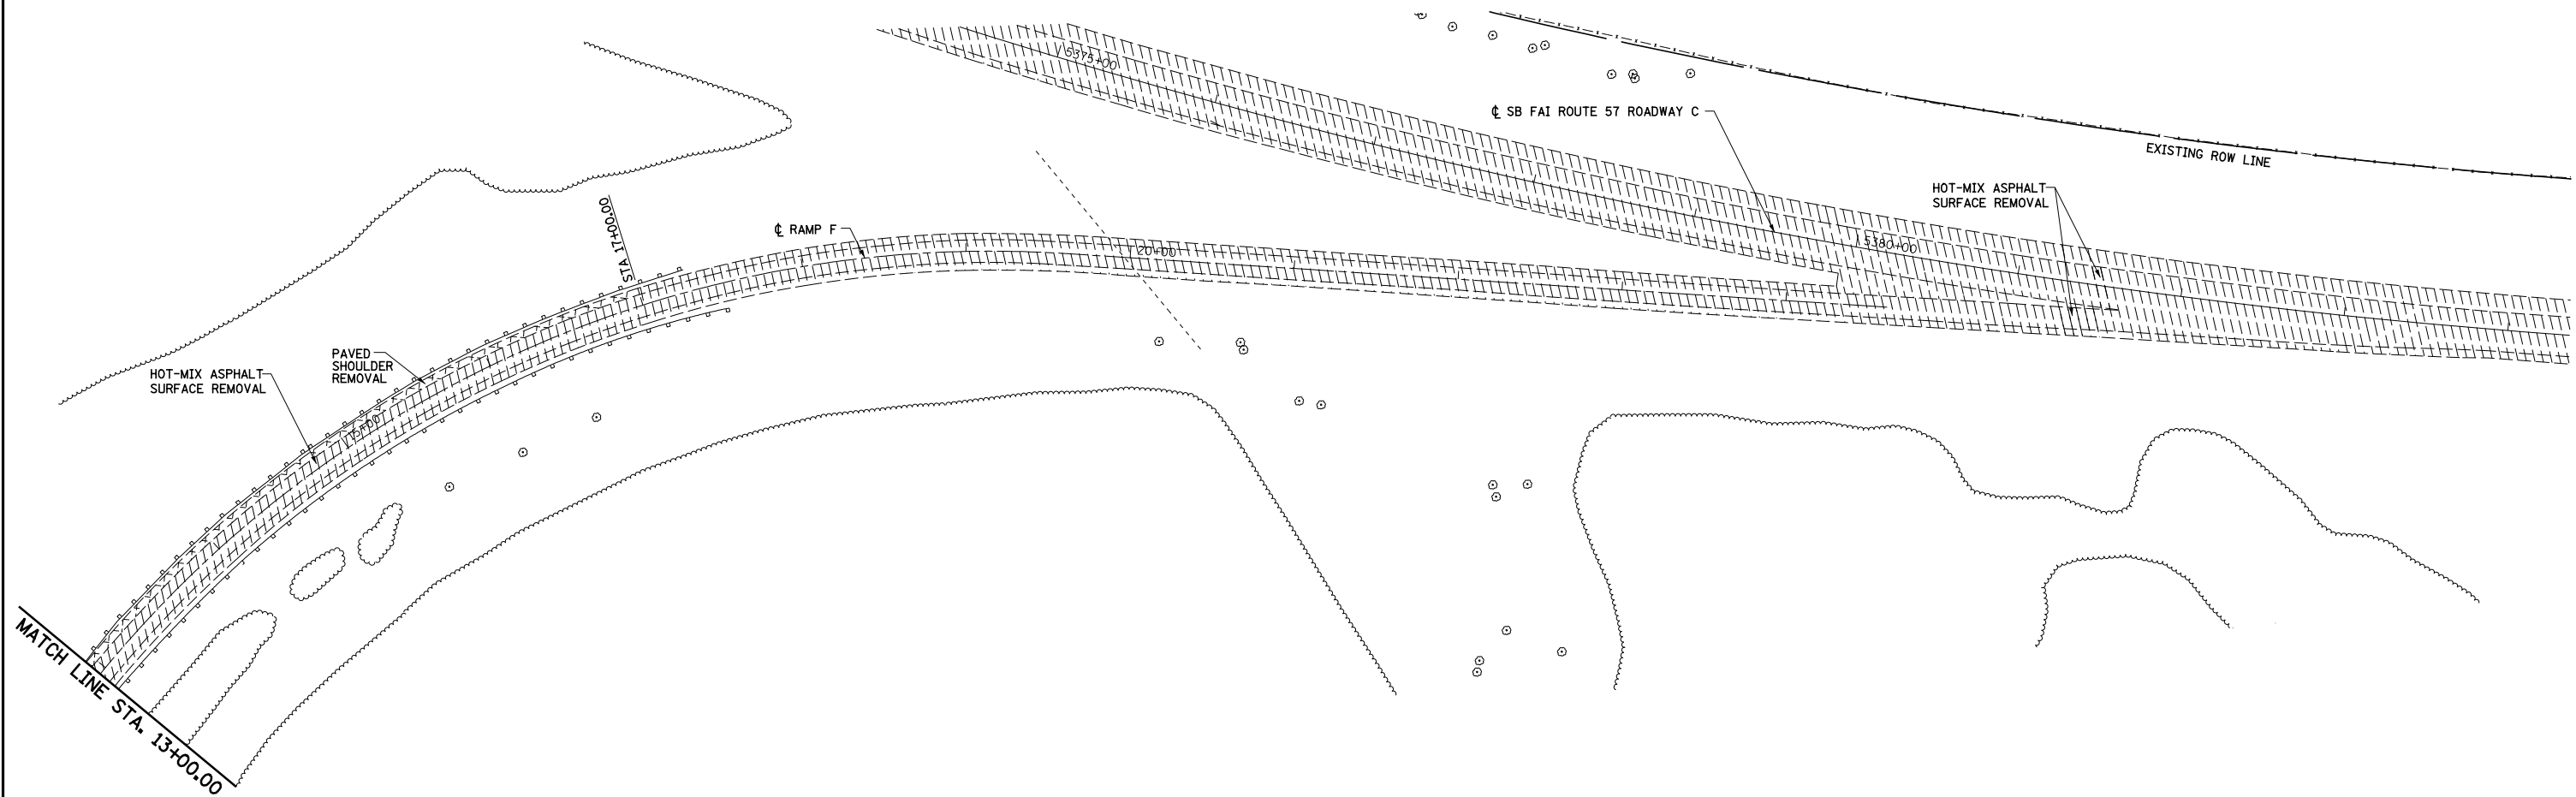 5375+00
℄ SB FAI ROUTE 57 ROADWAY C
EXISTING ROW LINE
HOT-MIX ASPHALT
SURFACE REMOVAL
STA 17+00.00
℄ RAMP F
20+00
5380+00
PAVED
SHOULDER
REMOVAL
HOT-MIX ASPHALT
SURFACE REMOVAL
15+00
MATCH LINE STA. 13+00.00